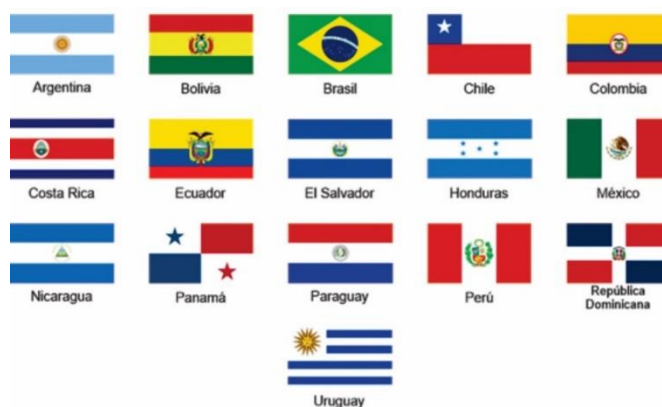 Argentina
Bolivia
Brasil
Chile
Colombia
Costa Rica
Ecuador
El Salvador
Honduras
México
Nicaragua
Panamá
Paraguay
Perú
República
Dominicana
Uruguay